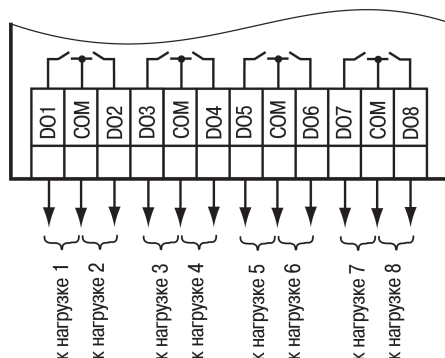 DO1
COM
DO2
DO3
COM
DO4
DO5
COM
DO6
DO7
COM
DO8
к нагрузке 1
к нагрузке 2
к нагрузке 3
к нагрузке 4
к нагрузке 5
к нагрузке 6
к нагрузке 7
к нагрузке 8